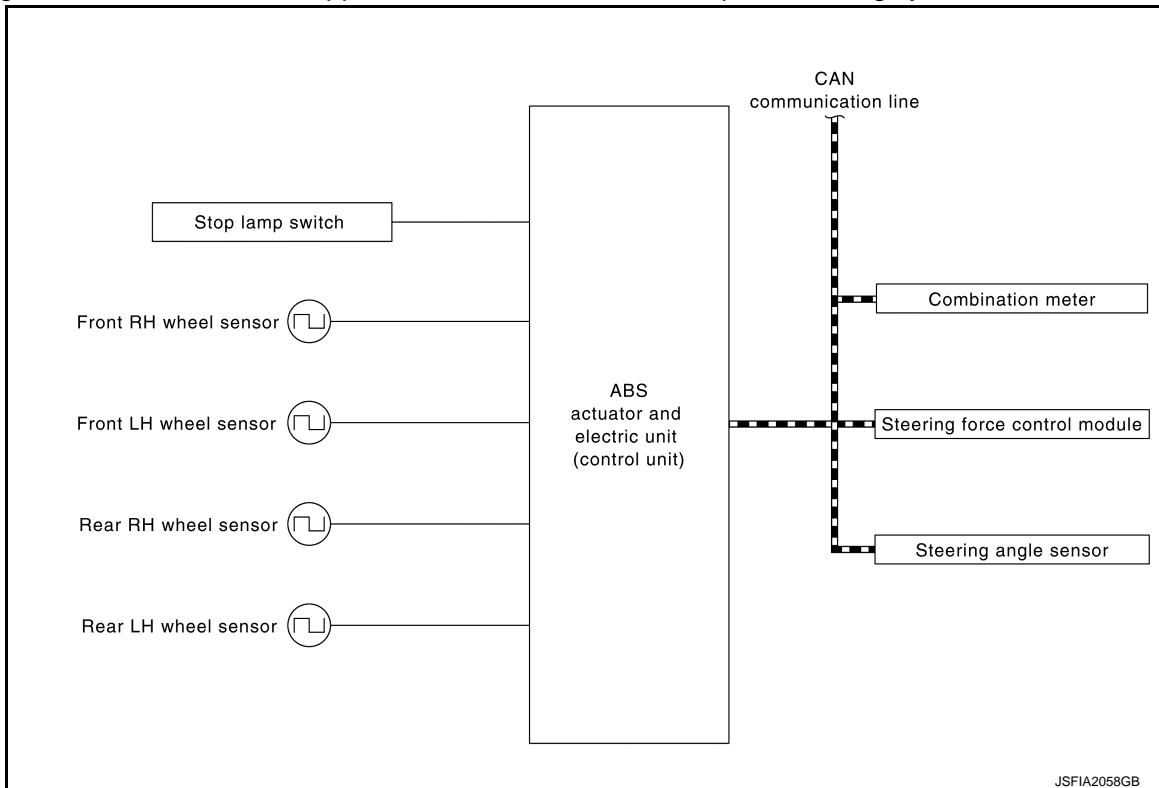 CAN
communication line
Stop lamp switch
Combination meter
Front RH wheel sensor
ABS
actuator and
electric unit
(control unit)
Front LH wheel sensor
Steering force control module
Rear RH wheel sensor
Steering angle sensor
Rear LH wheel sensor
JSFIA2058GB